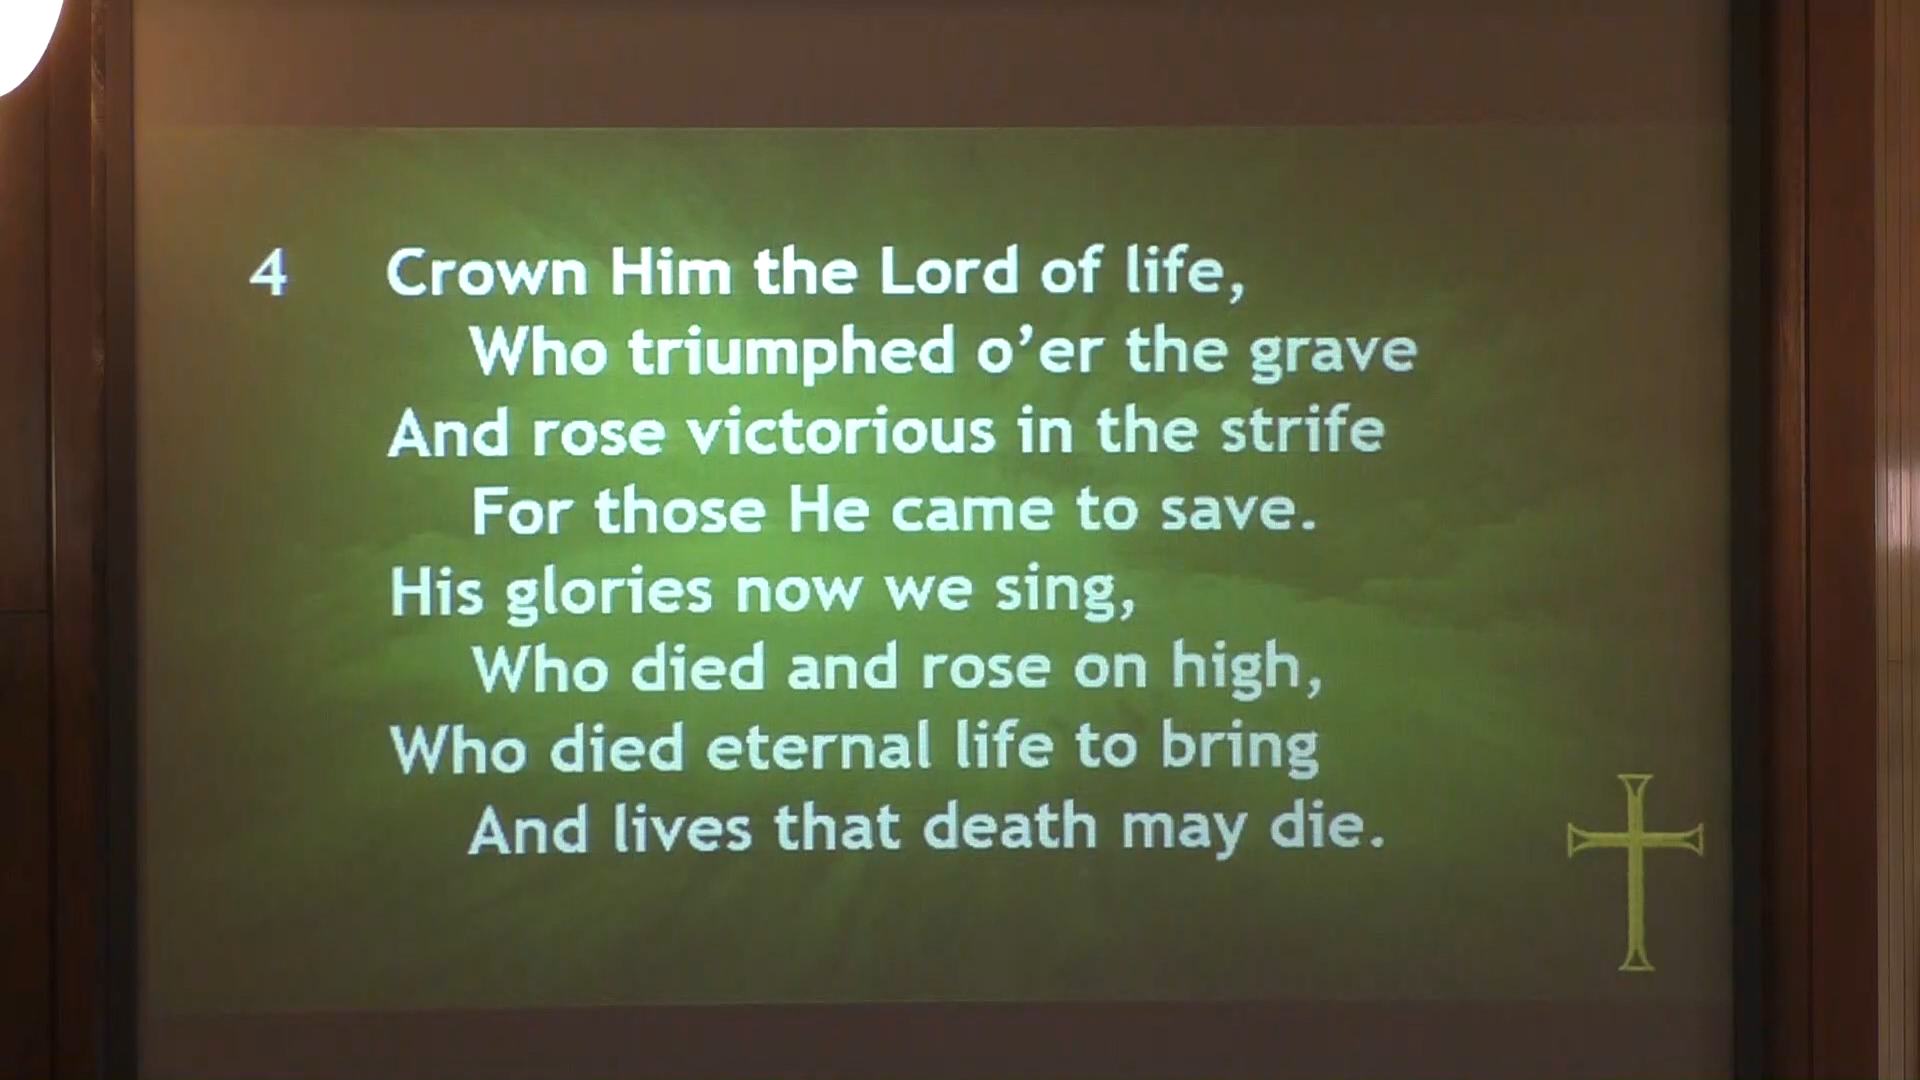 4 Crown Him the Lord of life,
Who triumphed o’er the grave
And rose victorious in the strife
For those He came to save.
His glories now we sing,
Who died and rose on high,
Who died eternal life to bring
And lives that death may die.